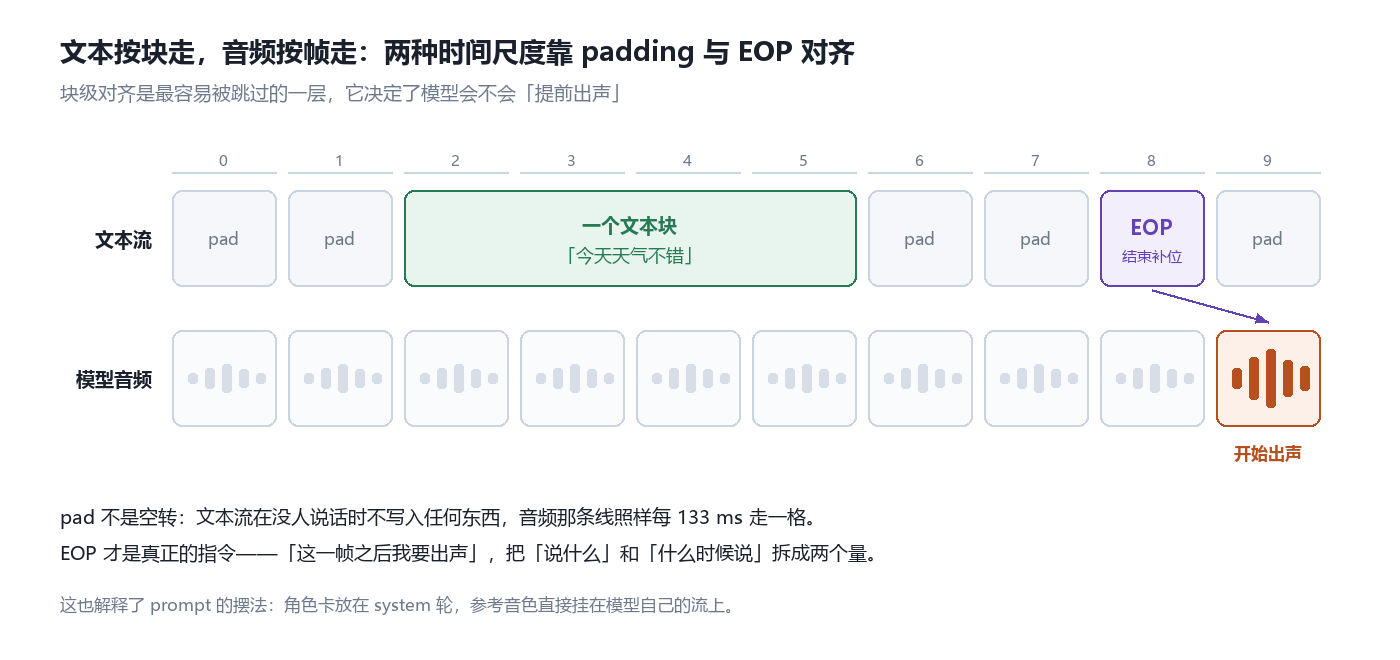 文本按块走，音频按帧走：两种时间尺度靠 padding 与 EOP 对齐
块级对齐是最容易被跳过的一层，它决定了模型会不会「提前出声」
0 1 2 3 4 5 6 7 8 9
文本流
pad
pad
一个文本块
「今天天气不错」
pad
pad
EOP
结束补位
pad
模型音频
开始出声
pad 不是空转：文本流在没人说话时不写入任何东西，音频那条线照样每 133 ms 走一格。
EOP 才是真正的指令——「这一帧之后我要出声」，把「说什么」和「什么时候说」拆成两个量。
这也解释了 prompt 的摆法：角色卡放在 system 轮，参考音色直接挂在模型自己的流上。